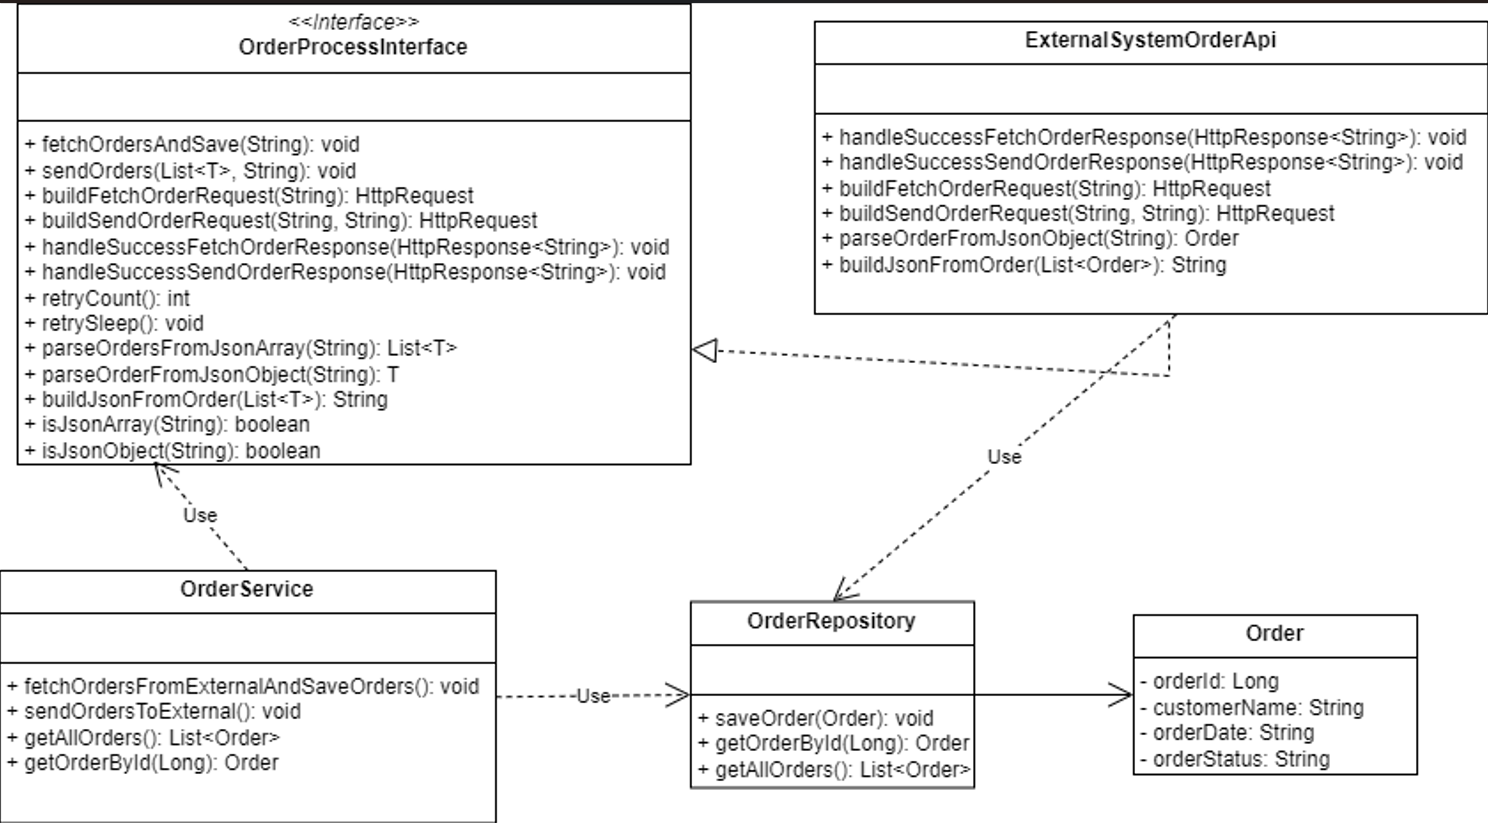 <<Interface>>
OrderProcessInterface
+ fetchOrdersAndSave(String): void
+ sendOrders(List<T>, String): void
+ buildFetchOrderRequest(String): HttpRequest
+ buildSendOrderRequest(String, String): HttpRequest
+ handleSuccessFetchOrderResponse(HttpResponse<String>): void
+ handleSuccessSendOrderResponse(HttpResponse<String>): void
+ retryCount(): int
+ retrySleep(): void
+ parseOrdersFromJsonArray(String): List<T>
+ parseOrderFromJsonObject(String): T
+ buildJsonFromOrder(List<T>): String
+ isJsonArray(String): boolean
+ isJsonObject(String): boolean
ExternalSystemOrderApi
+ handleSuccessFetchOrderResponse(HttpResponse<String>): void
+ handleSuccessSendOrderResponse(HttpResponse<String>): void
+ buildFetchOrderRequest(String): HttpRequest
+ buildSendOrderRequest(String, String): HttpRequest
+ parseOrderFromJsonObject(String): Order
+ buildJsonFromOrder(List<Order>): String
Use
Use
OrderService
+ fetchOrdersFromExternalAndSaveOrders(): void
+ sendOrdersToExternal(): void
+ getAllOrders(): List<Order>
+ getOrderById(Long): Order
Use
OrderRepository
+ saveOrder(Order): void
+ getOrderById(Long): Order
+ getAllOrders(): List<Order>
Order
- orderId: Long
- customerName: String
- orderDate: String
- orderStatus: String